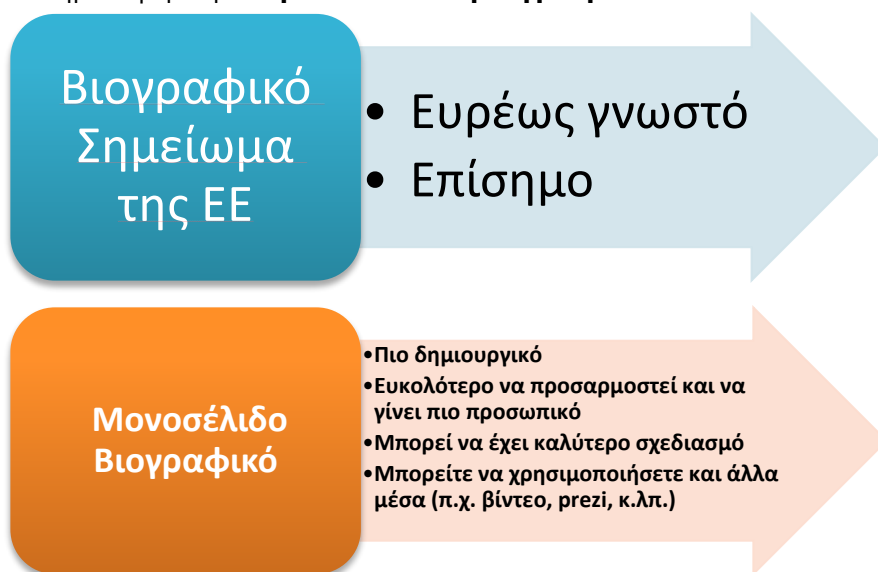 Βιογραφικό
Σημείωμα
της ΕΕ
• Ευρέως γνωστό
• Επίσημο
Μονοσέλιδο
Βιογραφικό
•Πιο δημιουργικό
•Ευκολότερο να προσαρμοστεί και να
γίνει πιο προσωπικό
•Μπορεί να έχει καλύτερο σχεδιασμό
•Μπορείτε να χρησιμοποιήσετε και άλλα
μέσα (π.χ. βίντεο, prezi, κ.λπ.)